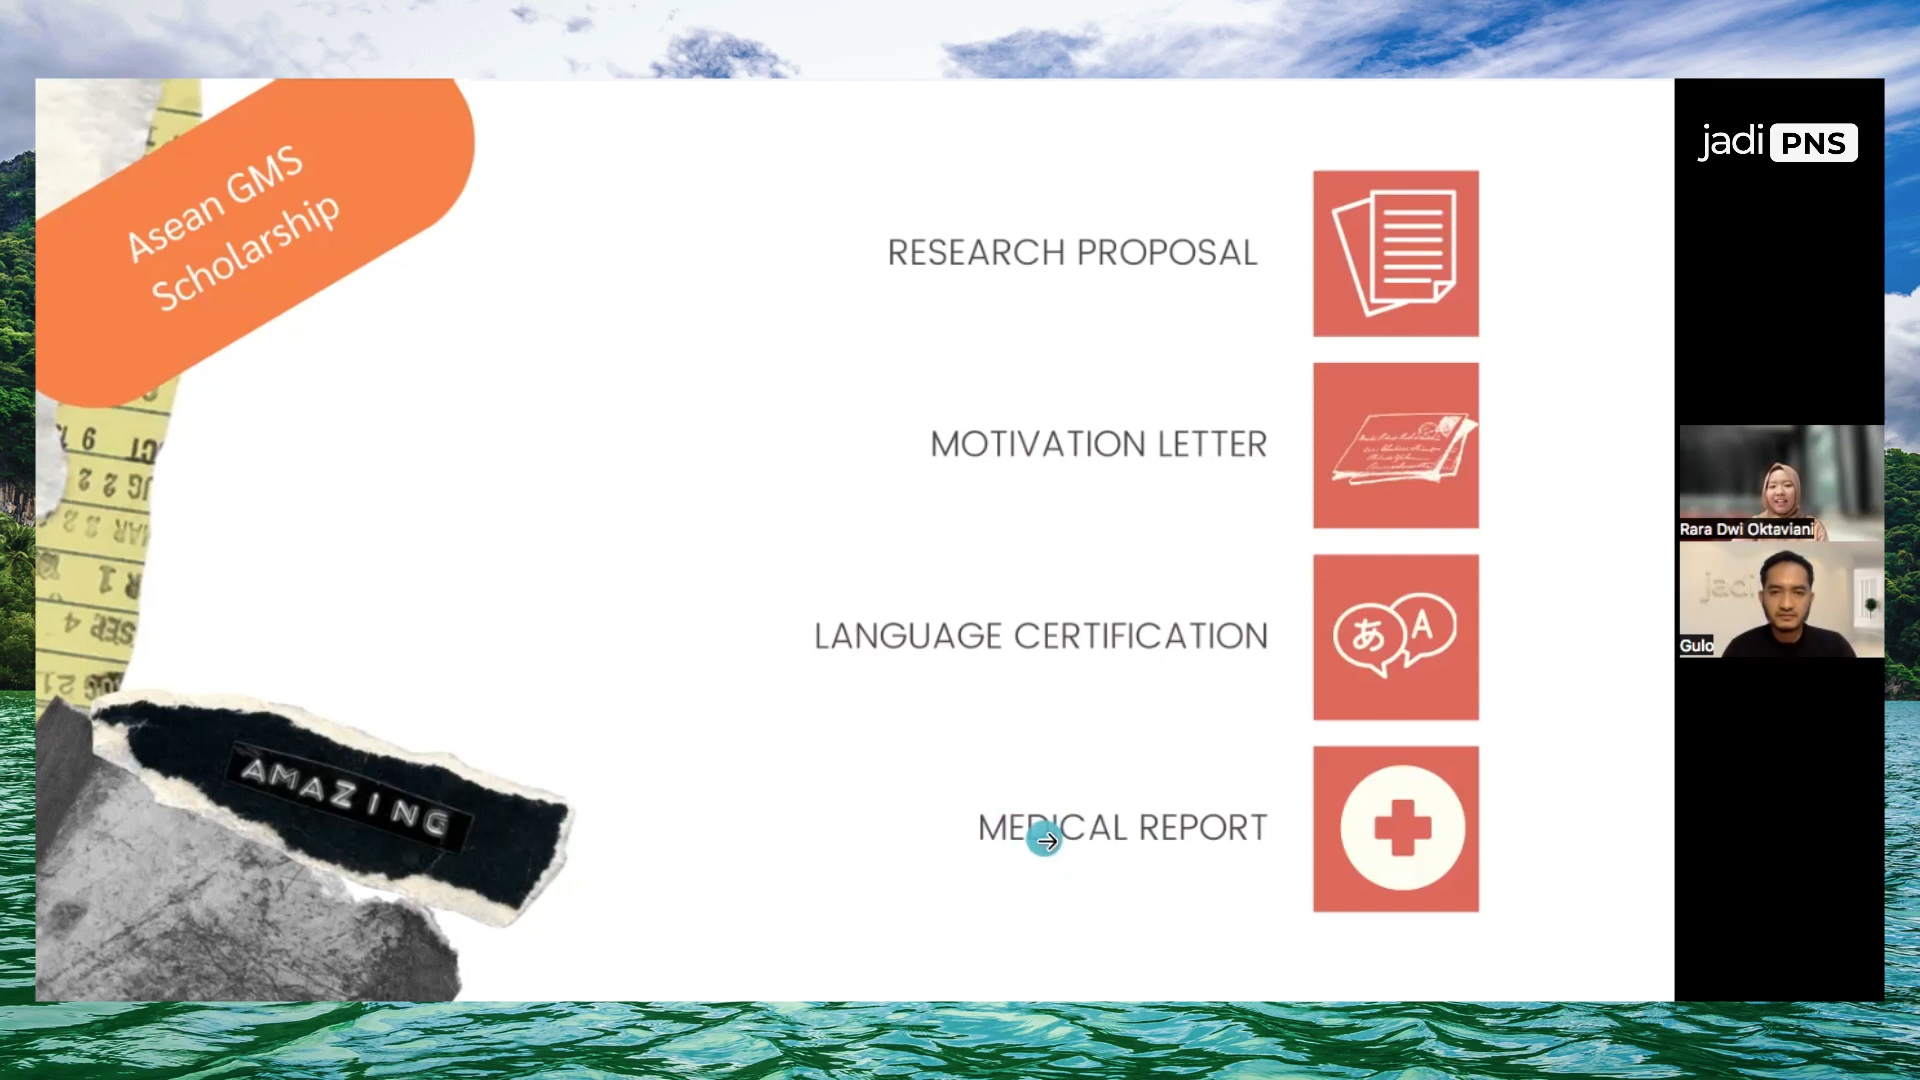 Asean GMS
Scholarship
RESEARCH PROPOSAL
MOTIVATION LETTER
LANGUAGE CERTIFICATION
あ A
MEDICAL REPORT
AMAZING
jadi PNS
Rara Dwi Oktaviani
jadi
Gulo